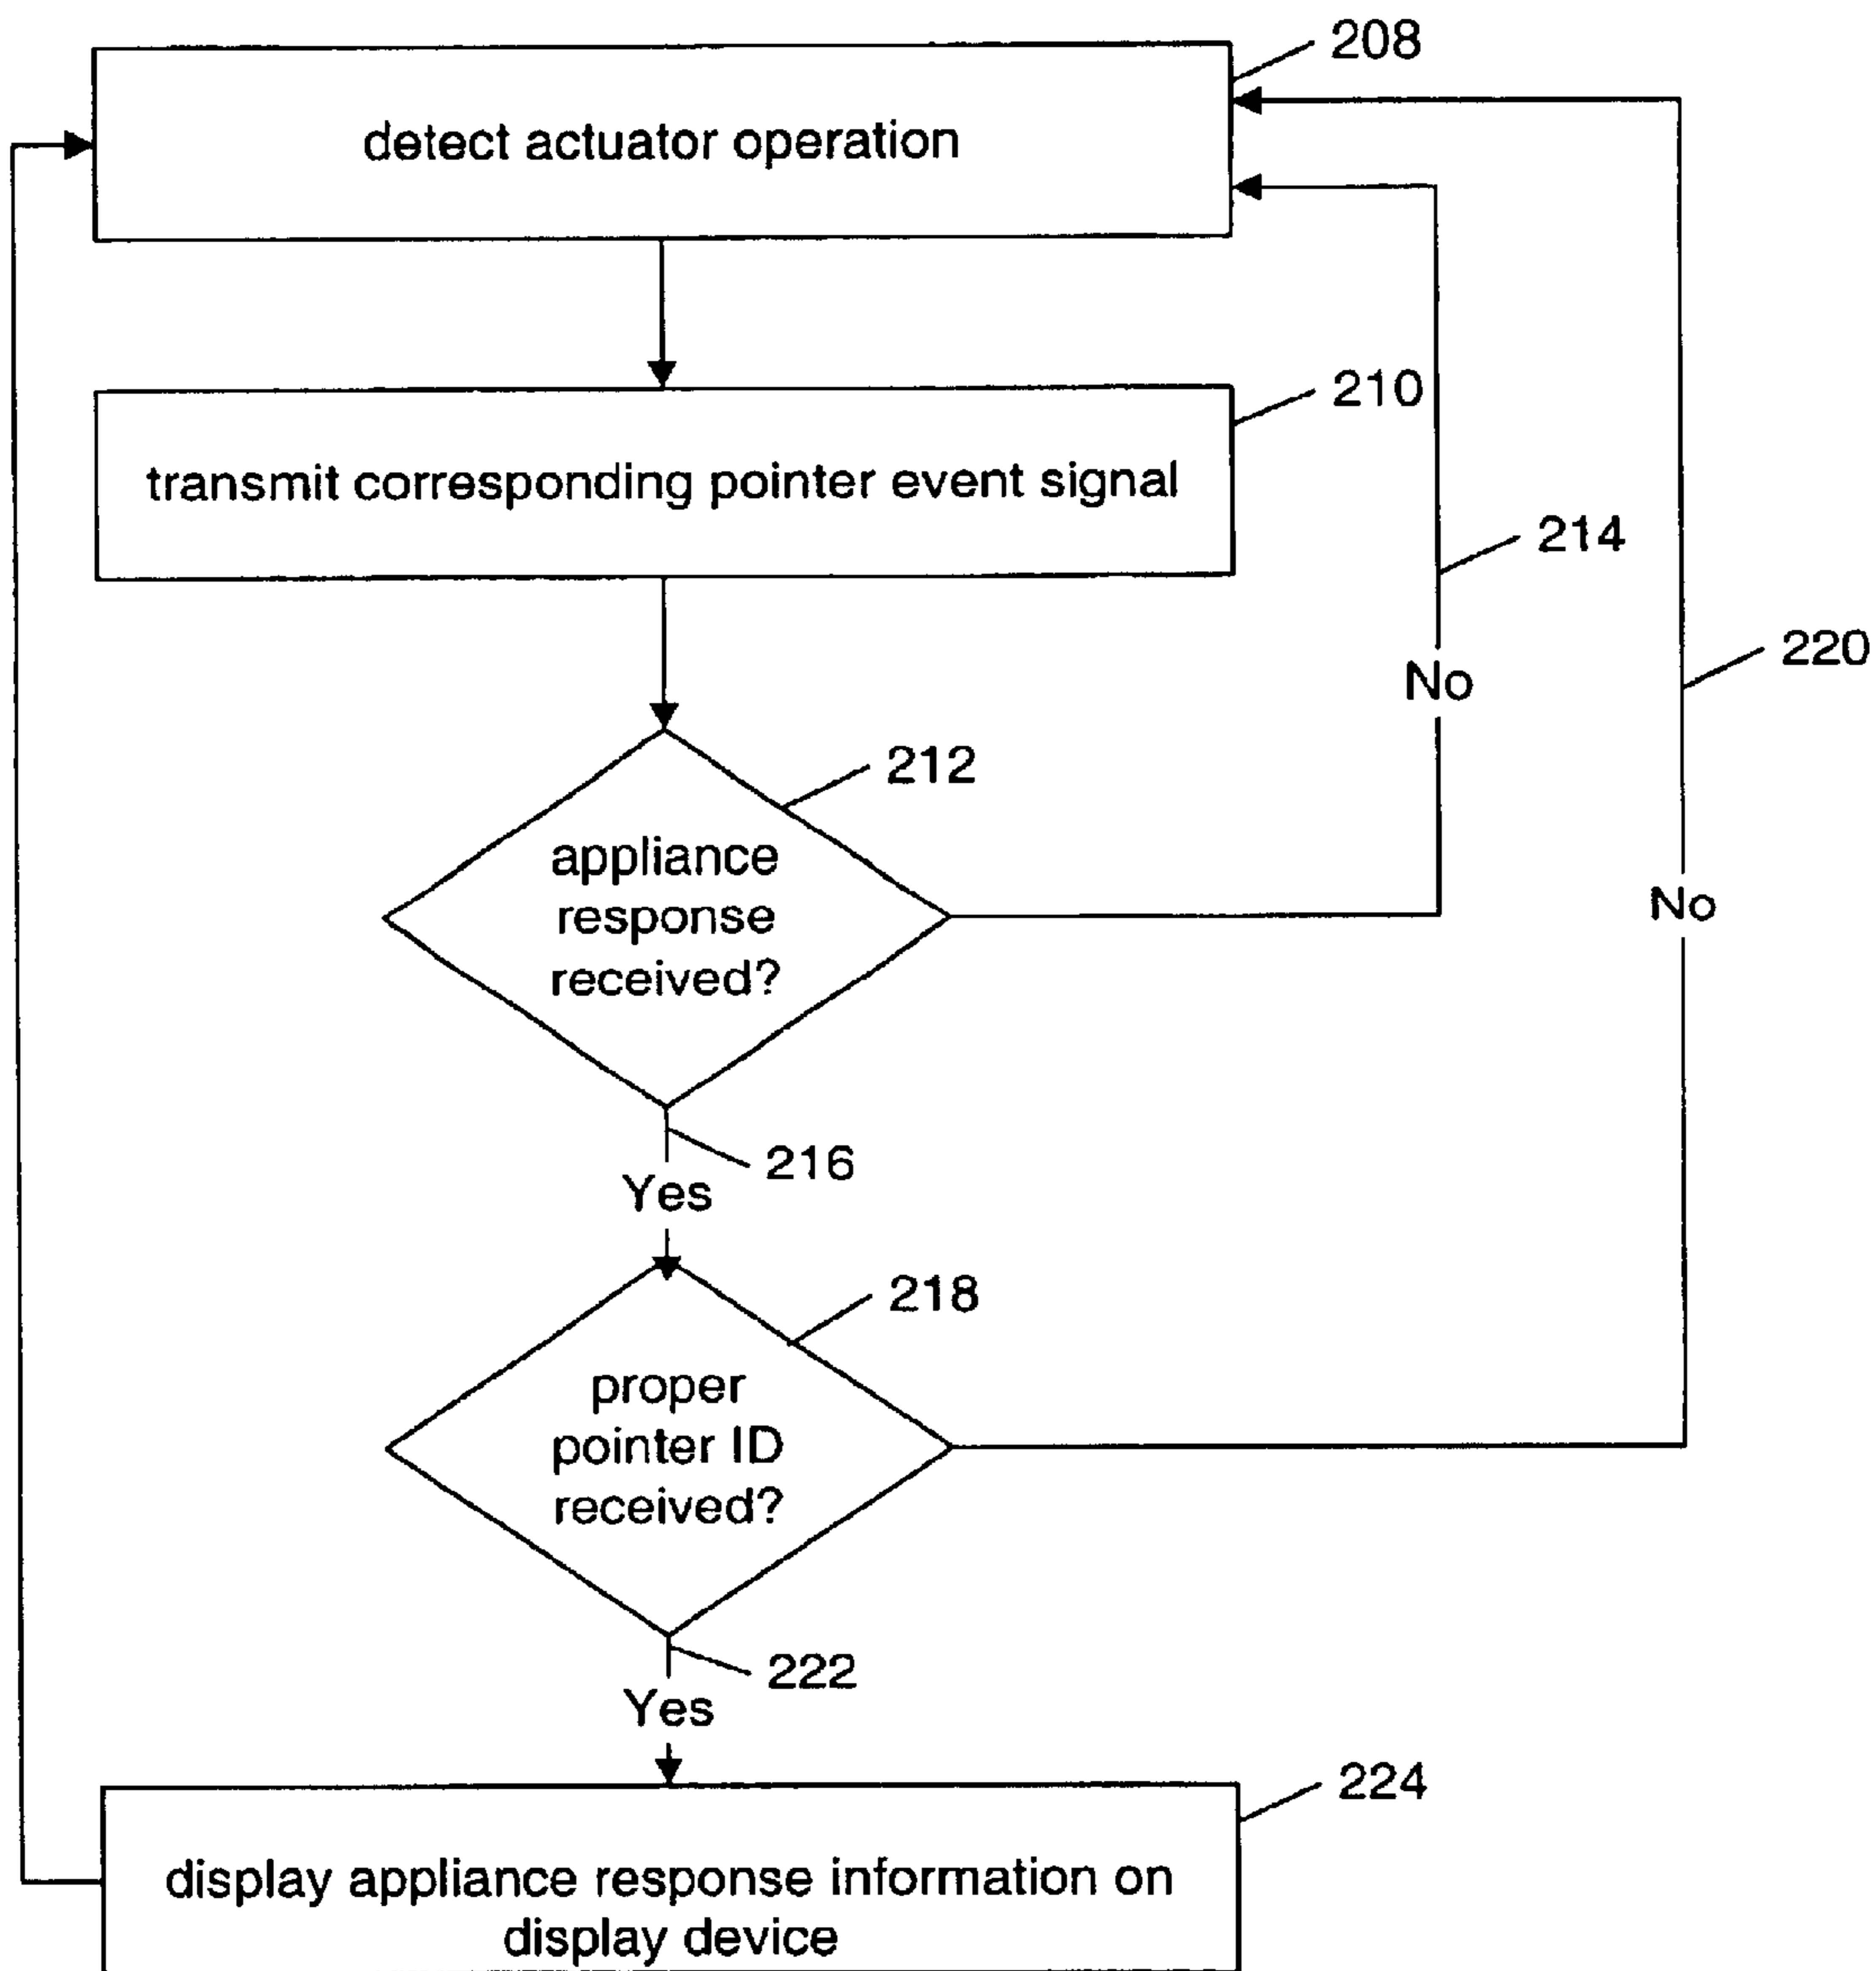 208
detect actuator operation
210
transmit corresponding pointer event signal
214
220
No
212
appliance
response
received?
No
216
Yes
218
proper
pointer ID
received?
222
Yes
224
display appliance response information on
display device